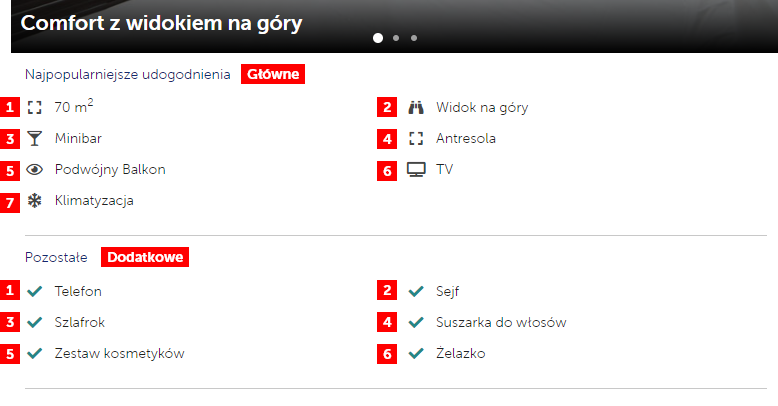 Comfort z widokiem na góry
Najpopularniejsze udogodnienia Główne
1 70 m² 2 Widok na góry
3 Minibar 4 Antresola
5 Podwójny Balkon 6 TV
7 Klimatyzacja
Pozostałe Dodatkowe
1 Telefon 2 Sejf
3 Szlafrok 4 Suszarka do włosów
5 Zestaw kosmetyków 6 Żelazko